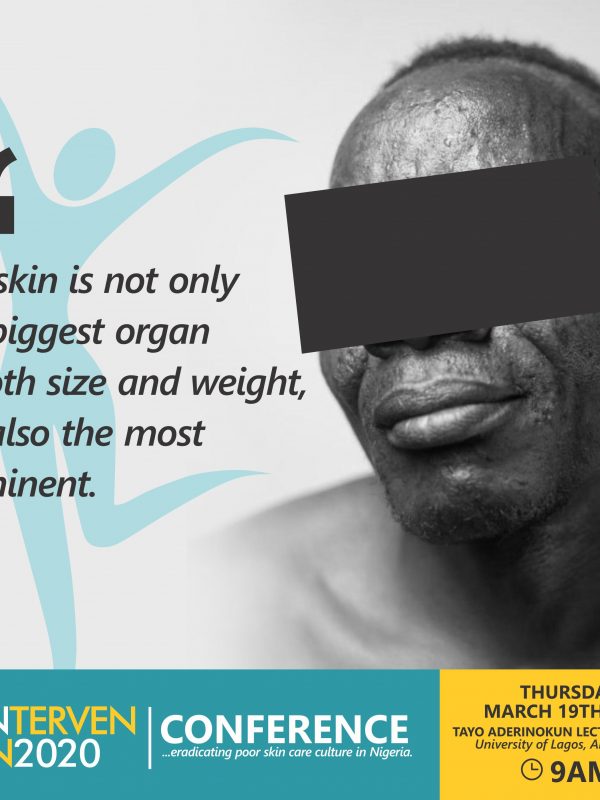 skin is not only
biggest organ
oth size and weight,
also the most
inent.
NTERVEN
N2020
CONFERENCE
...eradicating poor skin care culture in Nigeria.
THURSDA
MARCH 19TH
TAYO ADERINOKUN LECT
University of Lagos, A
9AM